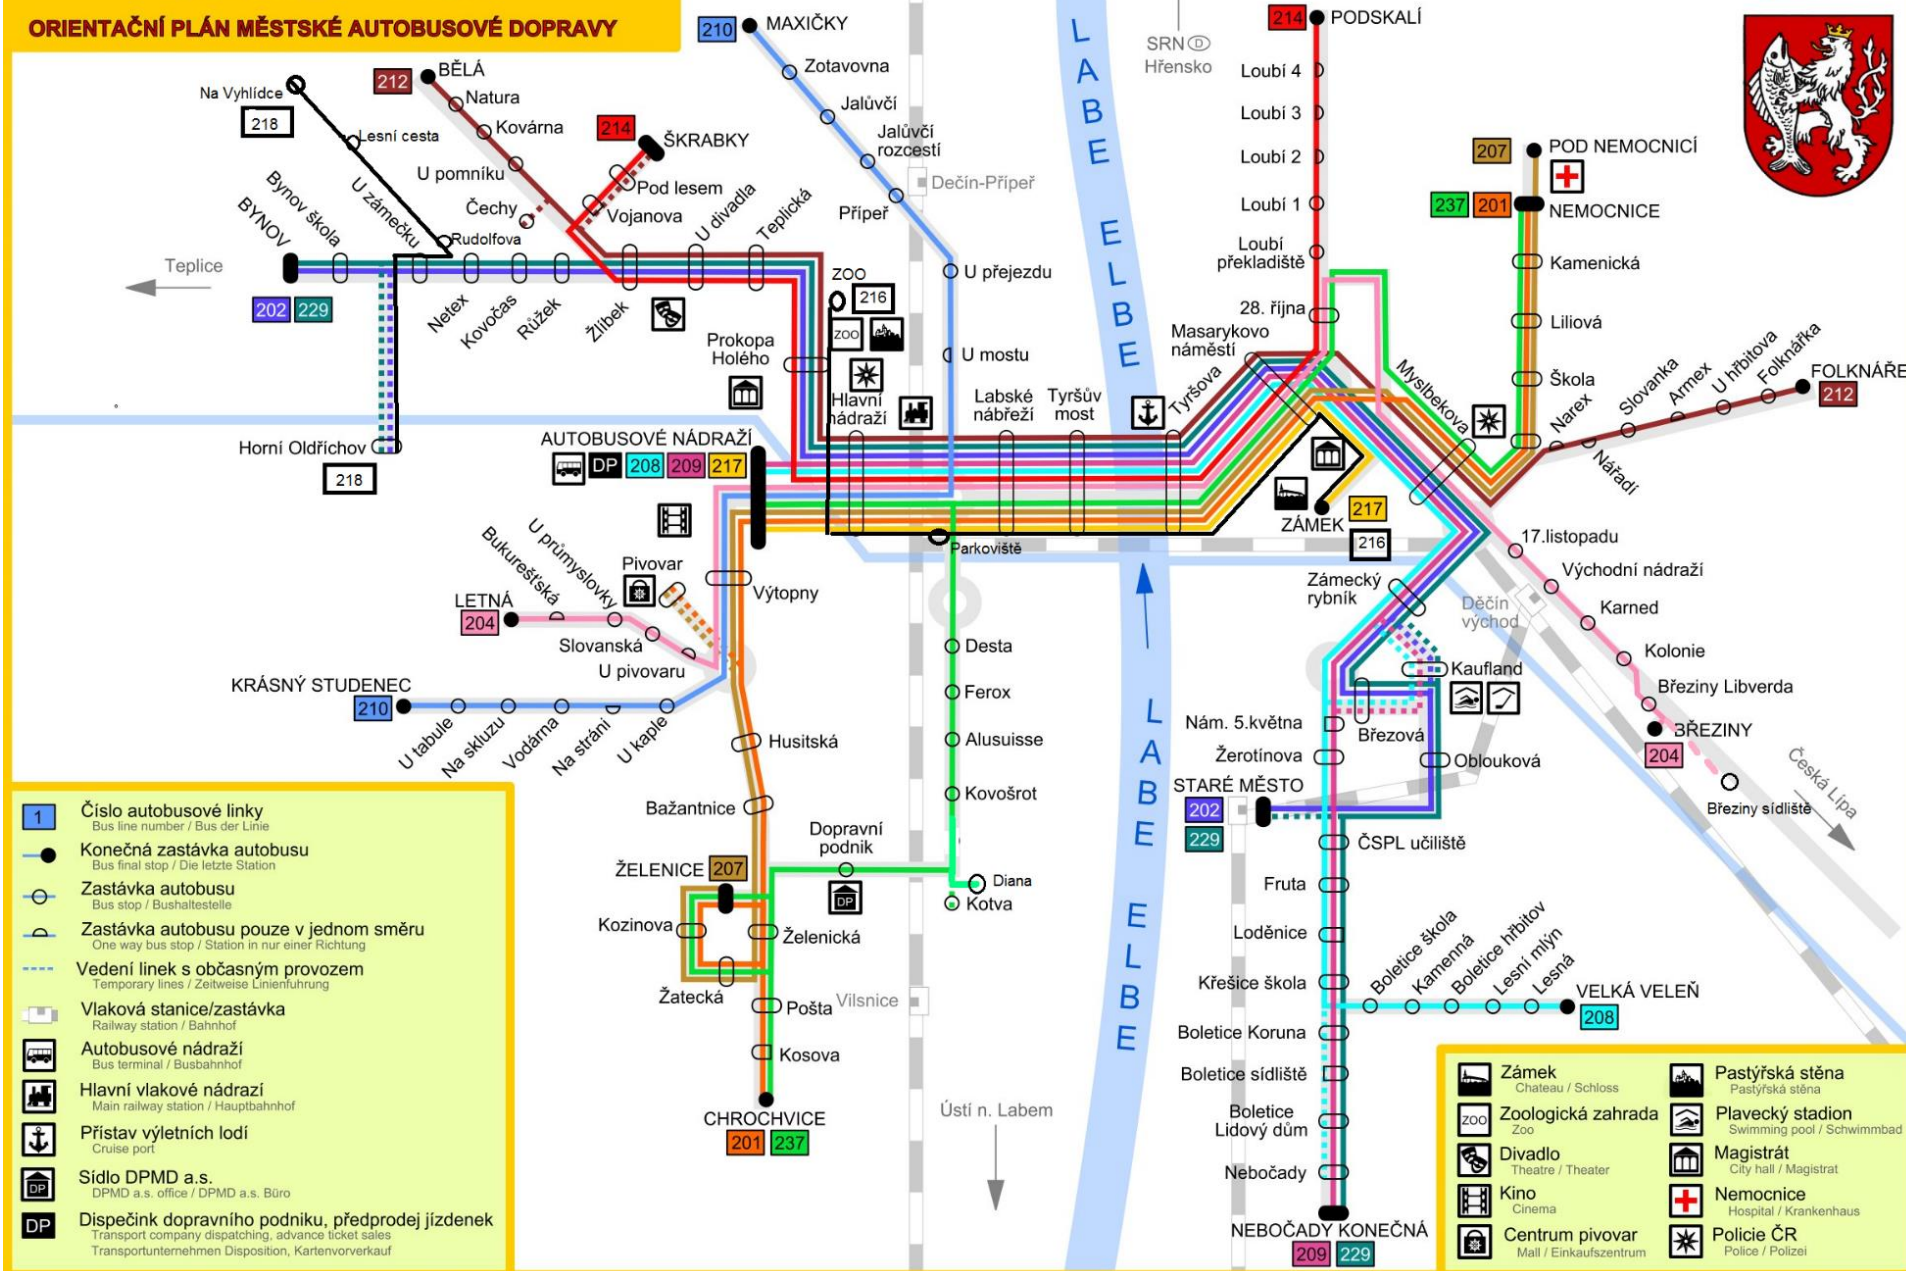 ORIENTAČNÍ PLÁN MĚSTSKÉ AUTOBUSOVÉ DOPRAVY
210
MAXIČKY
Zotavovna
Jalůvčí
Jalůvčí
rozcestí
Přípeř
Dečín-Přípeř
U přejezdu
U mostu
212
BĚLÁ
Natura
Kovárna
U pomníku
Čechy
214
ŠKRABKY
Pod lesem
Vojanova
U divadla
Teplická
Na Vyhlídce
218
Lesní cesta
U zámečku
Rudolfova
Bynov škola
BYNOV
202
229
Teplice
Netex
Kovočas
Růžek
Žlíbek
Horní Oldříchov
218
ZOO
216
ZOO
Prokopa
Holého
Hlavní
nádraží
Labské
nábřeží
Tyršův
most
Tyršova
Masarykovo
náměstí
LABE
ELBE
LABE
ELBE
SRN D
Hřensko
214
PODSKALÍ
Loubí 4
Loubí 3
Loubí 2
Loubí 1
Loubí
překladiště
28. října
Myslbekova
207
POD NEMOCNICÍ
237
201
NEMOCNICE
Kamenická
Liliová
Škola
Narex
Nářadí
Slovanka
Armex
U hřbitova
Folknářka
FOLKNÁŘE
212
AUTOBUSOVÉ NÁDRAŽÍ
DP
208
209
217
Parkoviště
ZÁMEK
217
216
Výtopny
Pivovar
U průmyslovky
Bukurešťská
LETNÁ
204
Slovanská
U pivovaru
KRÁSNÝ STUDENEC
210
U tabule
Na skluzu
Vodárna
Na stráni
U kaple
Husitská
Bažantnice
ŽELENICE
207
Kozinova
Želenická
Žatecká
Pošta
Kosova
CHROCHVICE
201
237
Dopravní
podnik
DP
Desta
Ferox
Alusuisse
Kovošrot
Diana
Kotva
Vilsnice
Ústí n. Labem
17.listopadu
Východní nádraží
Karned
Kolonie
Březiny Libverda
BŘEZINY
204
Březiny sídliště
Česká Lípa
Děčín
východ
Zámecký
rybník
Kaufland
Březová
Oblouková
Nám. 5.května
Žerotínova
STARÉ MĚSTO
202
229
ČSPL učiliště
Fruta
Loděnice
Křešice škola
Boletice škola
Kamenná
Boletice hřbitov
Lesní mlýn
Lesná
VELKÁ VELEŇ
208
Boletice Koruna
Boletice sídliště
Boletice
Lidový dům
Nebočady
NEBOČADY KONEČNÁ
209
229
1
Číslo autobusové linky
Bus line number / Bus der Linie
Konečná zastávka autobusu
Bus final stop / Die letzte Station
Zastávka autobusu
Bus stop / Bushaltestelle
Zastávka autobusu pouze v jednom směru
One way bus stop / Station in nur einer Richtung
Vedení linek s občasným provozem
Temporary lines / Zeitweise Linienfuhrung
Vlaková stanice/zastávka
Railway station / Bahnhof
Autobusové nádraží
Bus terminal / Busbahnhof
Hlavní vlakové nádrazí
Main railway station / Hauptbahnhof
Přístav výletních lodí
Cruise port
DP
Sídlo DPMD a.s.
DPMD a.s. office / DPMD a.s. Büro
DP
Dispečink dopravního podniku, předprodej jízdenek
Transport company dispatching, advance ticket sales
Transportunternehmen Disposition, Kartenvorverkauf
Zámek
Chateau / Schloss
ZOO
Zoologická zahrada
Zoo
Divadlo
Theatre / Theater
Kino
Cinema
Centrum pivovar
Mall / Einkaufszentrum
Pastýřská stěna
Pastýřská stěna
Plavecký stadion
Swimming pool / Schwimmbad
Magistrát
City hall / Magistrat
Nemocnice
Hospital / Krankenhaus
Policie ČR
Police / Polizei